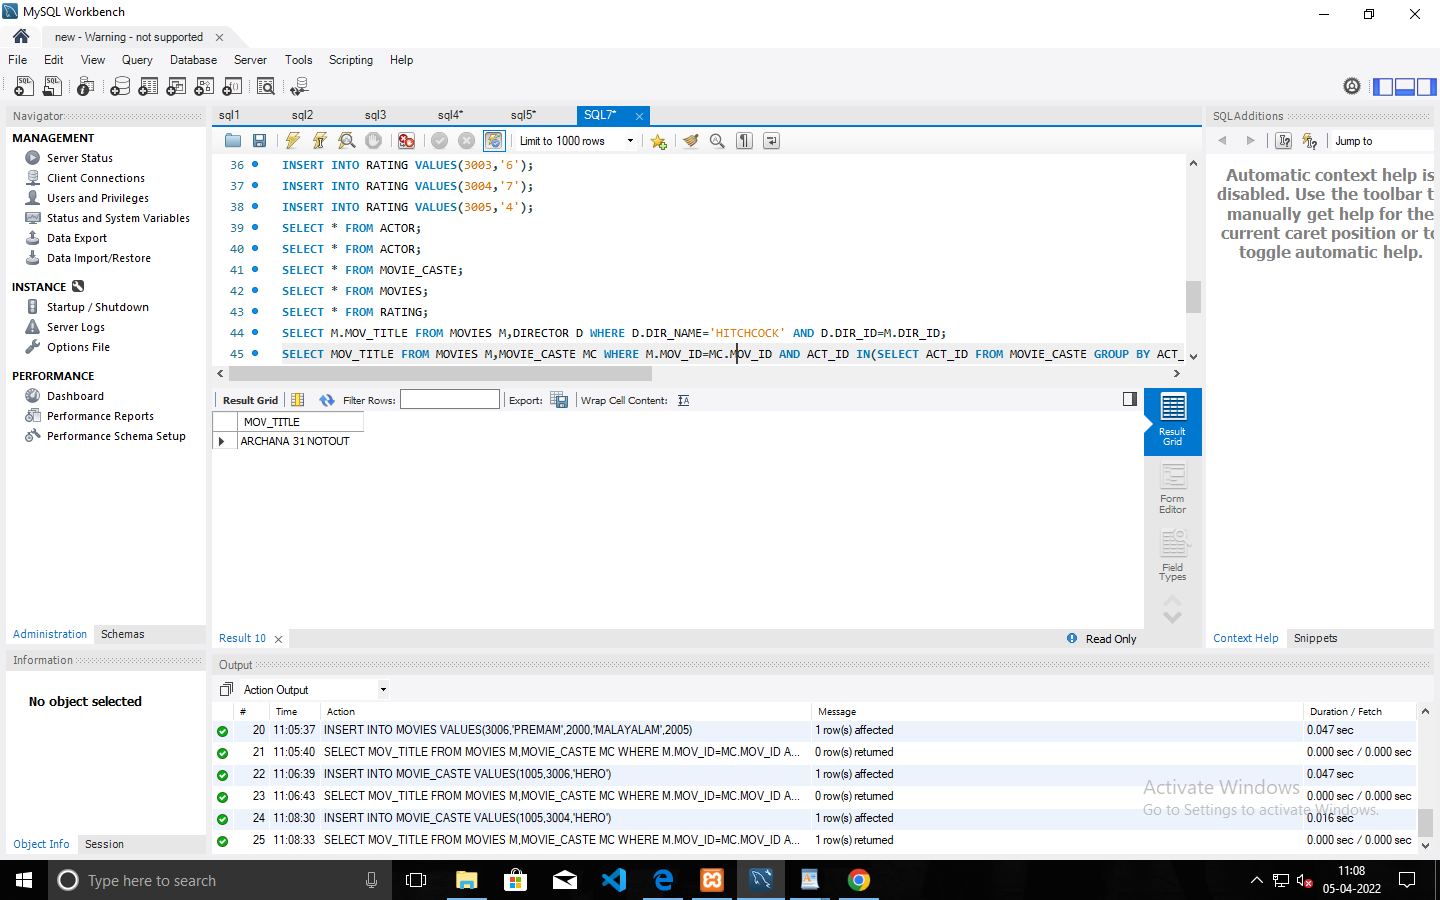 MySQL Workbench
new - Warning - not supported
File Edit View Query Database Server Tools Scripting Help
Navigator
MANAGEMENT
Server Status
Client Connections
Users and Privileges
Status and System Variables
Data Export
Data Import/Restore
INSTANCE
Startup / Shutdown
Server Logs
Options File
PERFORMANCE
Dashboard
Performance Reports
Performance Schema Setup
Administration Schemas
Information
No object selected
Object Info Session
sql1 sql2 sql3 sql4* sql5* SQL7*
Limit to 1000 rows
36 INSERT INTO RATING VALUES(3003,'6');
37 INSERT INTO RATING VALUES(3004,'7');
38 INSERT INTO RATING VALUES(3005,'4');
39 SELECT * FROM ACTOR;
40 SELECT * FROM ACTOR;
41 SELECT * FROM MOVIE_CASTE;
42 SELECT * FROM MOVIES;
43 SELECT * FROM RATING;
44 SELECT M.MOV_TITLE FROM MOVIES M,DIRECTOR D WHERE D.DIR_NAME='HITCHCOCK' AND D.DIR_ID=M.DIR_ID;
45 SELECT MOV_TITLE FROM MOVIES M,MOVIE_CASTE MC WHERE M.MOV_ID=MC.MOV_ID AND ACT_ID IN(SELECT ACT_ID FROM MOVIE_CASTE GROUP BY ACT_
Result Grid Filter Rows: Export: Wrap Cell Content:
MOV_TITLE
ARCHANA 31 NOTOUT
Result Grid
Form Editor
Field Types
Result 10 Read Only
SQLAdditions
Jump to
Automatic context help is
disabled. Use the toolbar t
manually get help for the
current caret position or to
toggle automatic help.
Context Help Snippets
Output
Action Output
# Time Action Message Duration / Fetch
20 11:05:37 INSERT INTO MOVIES VALUES(3006,'PREMAM',2000,'MALAYALAM',2005) 1 row(s) affected 0.047 sec
21 11:05:40 SELECT MOV_TITLE FROM MOVIES M,MOVIE_CASTE MC WHERE M.MOV_ID=MC.MOV_ID A... 0 row(s) returned 0.000 sec / 0.000 sec
22 11:06:39 INSERT INTO MOVIE_CASTE VALUES(1005,3006,'HERO') 1 row(s) affected 0.047 sec
23 11:06:43 SELECT MOV_TITLE FROM MOVIES M,MOVIE_CASTE MC WHERE M.MOV_ID=MC.MOV_ID A... 0 row(s) returned 0.000 sec / 0.000 sec
24 11:08:30 INSERT INTO MOVIE_CASTE VALUES(1005,3004,'HERO') 1 row(s) affected 0.016 sec
25 11:08:33 SELECT MOV_TITLE FROM MOVIES M,MOVIE_CASTE MC WHERE M.MOV_ID=MC.MOV_ID A... 1 row(s) returned 0.000 sec / 0.000 sec
Activate Windows
Go to Settings to activate Windows.
Type here to search
11:08
05-04-2022